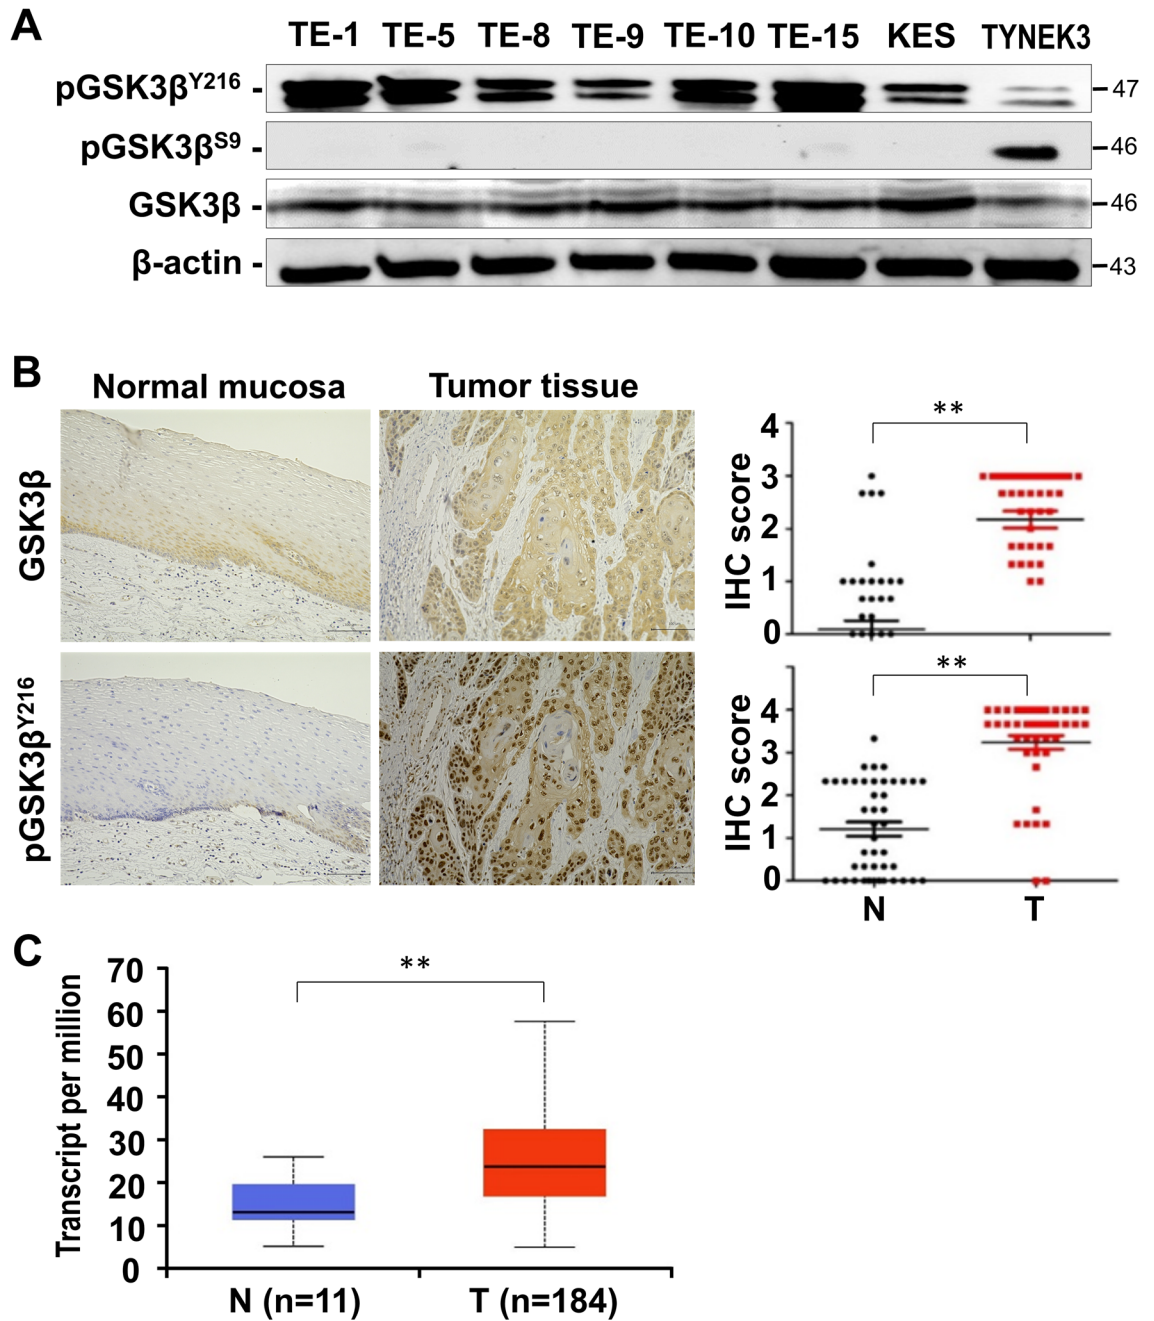 A
TE-1 TE-5 TE-8 TE-9 TE-10 TE-15 KES TYNEK3
pGSK3βY216 - 47
pGSK3βS9 - 46
GSK3β - 46
β-actin - 43
B
Normal mucosa Tumor tissue
GSK3β
pGSK3βY216
**
IHC score
4
3
2
1
0
**
IHC score
4
3
2
1
0
N T
C
**
Transcript per million
70
60
50
40
30
20
10
0
N (n=11) T (n=184)